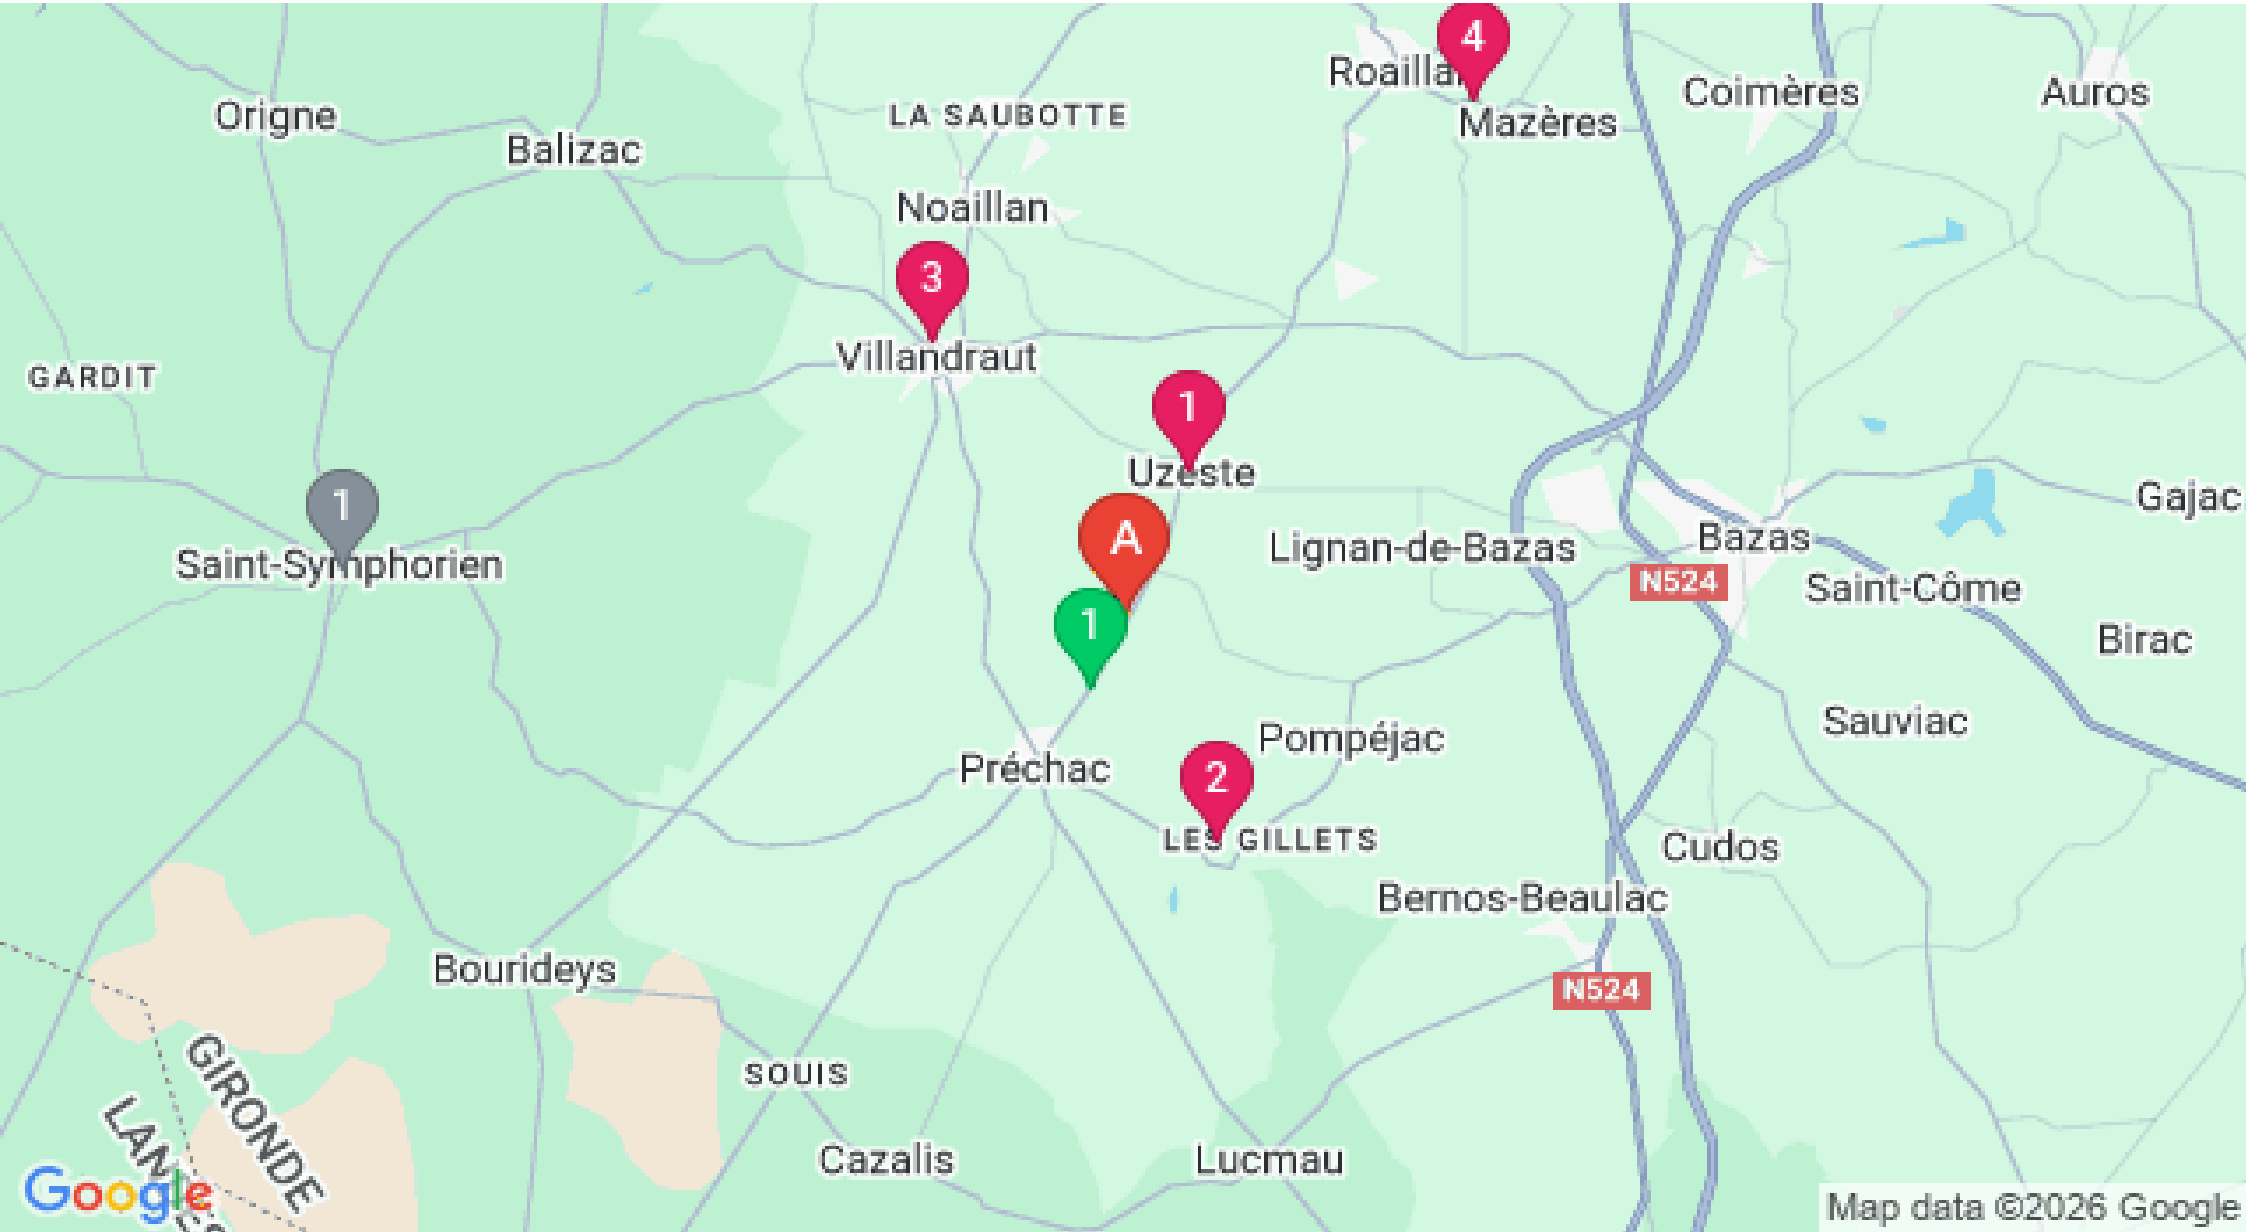 4
Roaillan
Coimères
Auros
Origne
LA SAUBOTTE
Mazères
Balizac
Noaillan
3
Villandraut
GARDIT
1
Uzeste
1
Gajac
A
Bazas
Lignan-de-Bazas
Saint-Symphorien
N524
Saint-Côme
1
Birac
Sauviac
Pompéjac
Préchac
2
LES GILLETS
Cudos
Bernos-Beaulac
Bourideys
N524
GIRONDE
SOUIS
LANDES
Cazalis
Lucmau
Google
Map data ©2026 Google